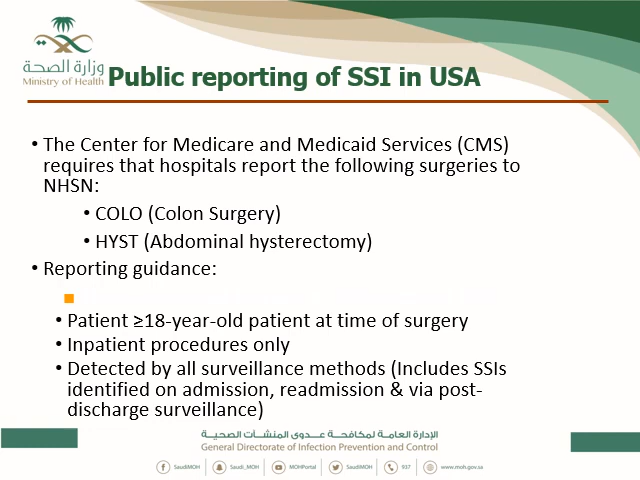 وزارة الصحة
Ministry of Health
Public reporting of SSI in USA
• The Center for Medicare and Medicaid Services (CMS)
requires that hospitals report the following surgeries to
NHSN:
• COLO (Colon Surgery)
• HYST (Abdominal hysterectomy)
• Reporting guidance:
• Patient ≥18-year-old patient at time of surgery
• Inpatient procedures only
• Detected by all surveillance methods (Includes SSIs
identified on admission, readmission & via post-
discharge surveillance)
الإدارة العامة لمكافحة عدوى المنشآت الصحية
General Directorate of Infection Prevention and Control
SaudiMOH Saudi_MOH MOHPortal SaudiMOH 937 www.moh.gov.sa